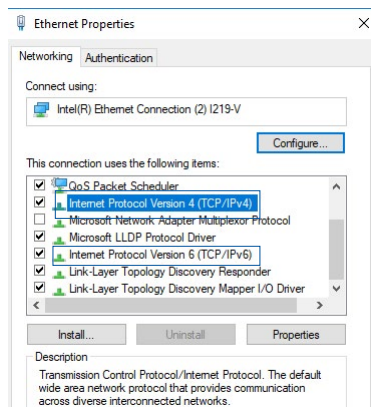 Ethernet Properties
Networking
Authentication
Connect using:
Intel(R) Ethernet Connection (2) I219-V
Configure...
This connection uses the following items:
QoS Packet Scheduler
Internet Protocol Version 4 (TCP/IPv4)
Microsoft Network Adapter Multiplexor Protocol
Microsoft LLDP Protocol Driver
Internet Protocol Version 6 (TCP/IPv6)
Link-Layer Topology Discovery Responder
Link-Layer Topology Discovery Mapper I/O Driver
Install...
Uninstall
Properties
Description
Transmission Control Protocol/Internet Protocol. The default
wide area network protocol that provides communication
across diverse interconnected networks.